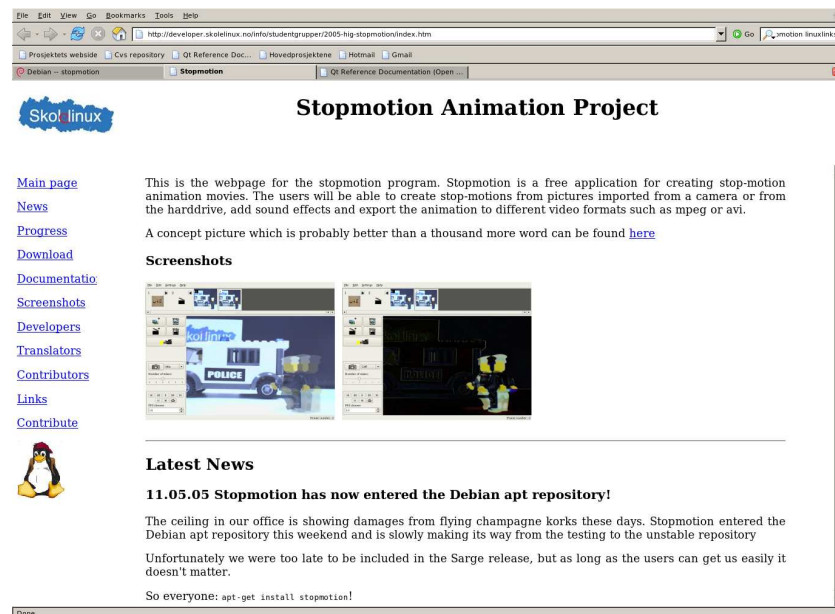 File Edit View Go Bookmarks Tools Help
http://developer.skolelinux.no/info/studentgrupper/2005-hig-stopmotion/index.htm
Go
motion linuxlinks
Prosjektets webside Cvs repository Qt Reference Doc... Hovedprosjektene Hotmail Gmail
Debian -- stopmotion Stopmotion Qt Reference Documentation (Open ...
Skolelinux
Stopmotion Animation Project
Main page
News
Progress
Download
Documentatio
Screenshots
Developers
Translators
Contributors
Links
Contribute
This is the webpage for the stopmotion program. Stopmotion is a free application for creating stop-motion
animation movies. The users will be able to create stop-motions from pictures imported from a camera or from
the harddrive, add sound effects and export the animation to different video formats such as mpeg or avi.
A concept picture which is probably better than a thousand more word can be found here
Screenshots
POLICE
Latest News
11.05.05 Stopmotion has now entered the Debian apt repository!
The ceiling in our office is showing damages from flying champagne korks these days. Stopmotion entered the
Debian apt repository this weekend and is slowly making its way from the testing to the unstable repository
Unfortunately we were too late to be included in the Sarge release, but as long as the users can get us easily it
doesn't matter.
So everyone: apt-get install stopmotion!
Done